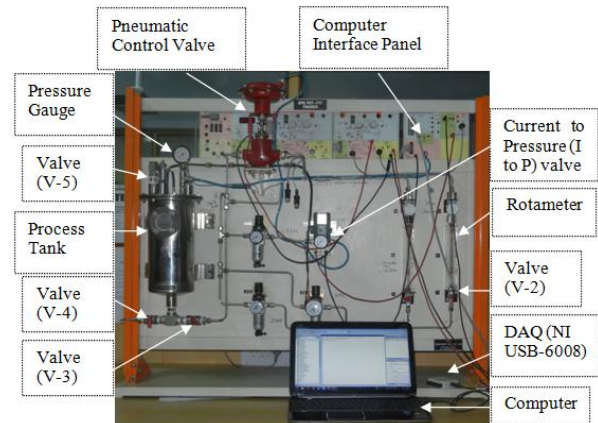 Pneumatic
Control Valve
Computer
Interface Panel
Pressure
Gauge
Valve
(V-5)
Process
Tank
Valve
(V-4)
Valve
(V-3)
Current to
Pressure (I
to P) valve
Rotameter
Valve
(V-2)
DAQ (NI
USB-6008)
Computer